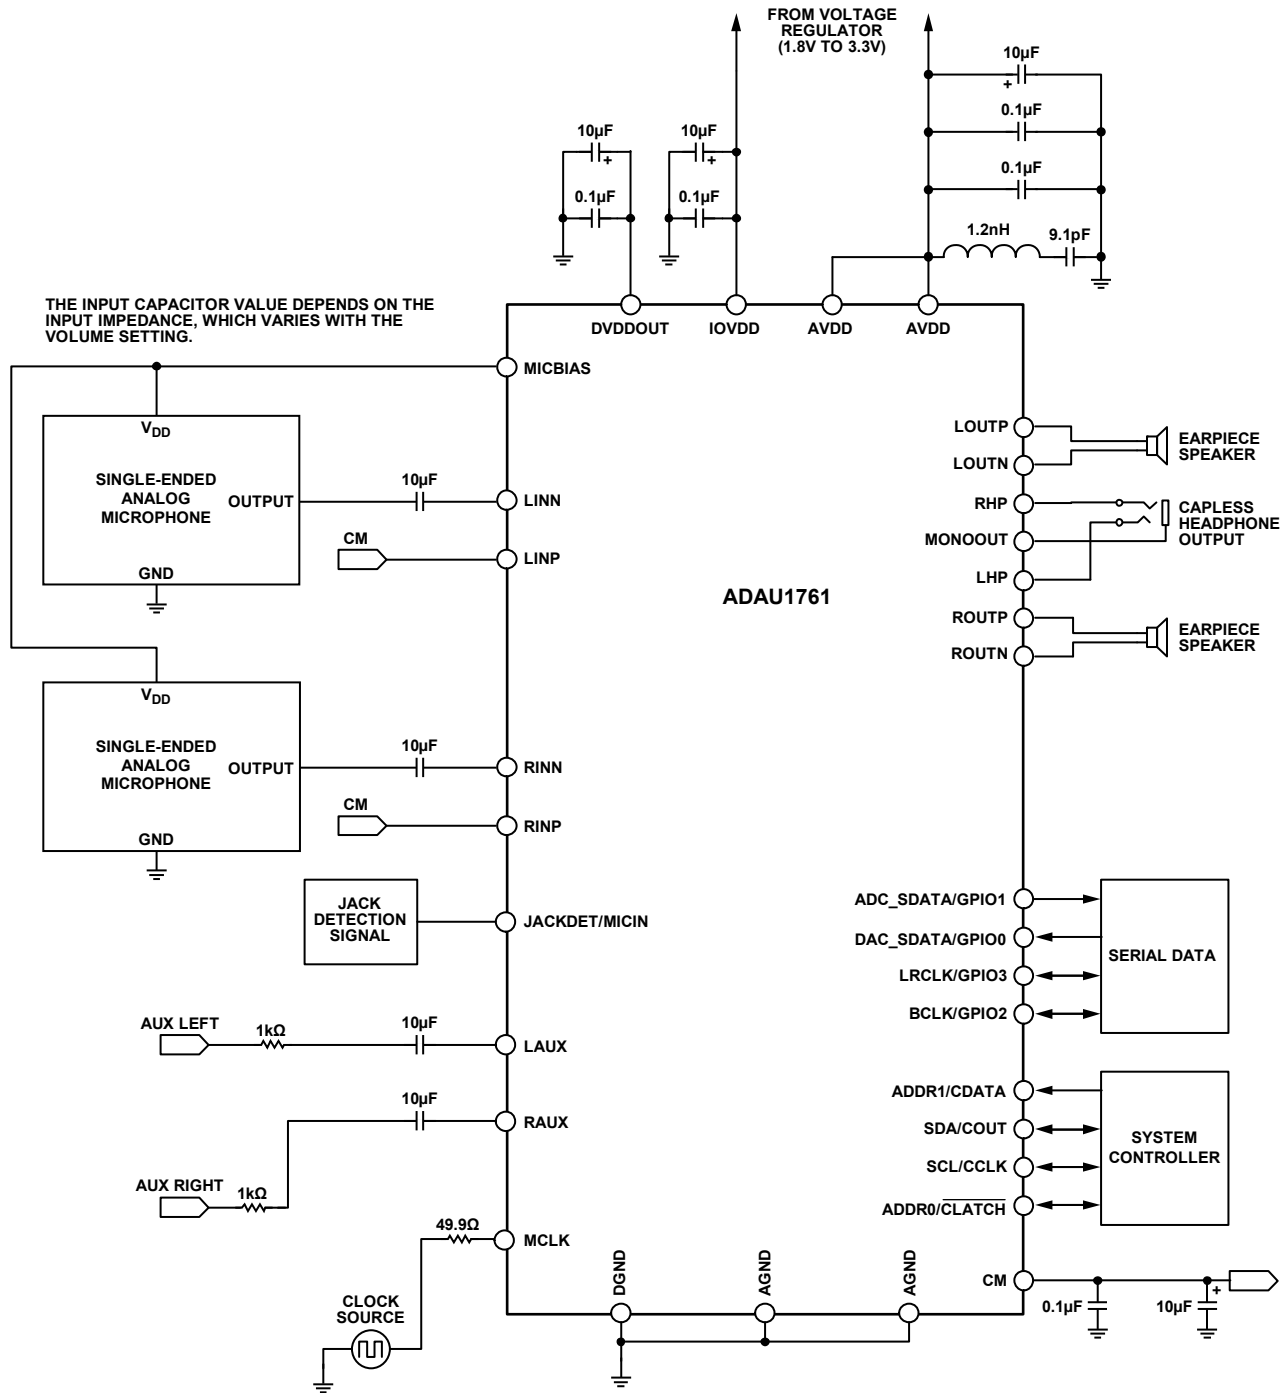 FROM VOLTAGE
REGULATOR
(1.8V TO 3.3V)
10µF
+
0.1µF
0.1µF
1.2nH
9.1pF
10µF
+
0.1µF
10µF
+
0.1µF
THE INPUT CAPACITOR VALUE DEPENDS ON THE
INPUT IMPEDANCE, WHICH VARIES WITH THE
VOLUME SETTING.
DVDDOUT
IOVDD
AVDD
AVDD
MICBIAS
VDD
SINGLE-ENDED
ANALOG
MICROPHONE
OUTPUT
GND
10µF
LINN
CM
LINP
VDD
SINGLE-ENDED
ANALOG
MICROPHONE
OUTPUT
GND
10µF
RINN
CM
RINP
JACK
DETECTION
SIGNAL
JACKDET/MICIN
AUX LEFT
1kΩ
10µF
LAUX
10µF
RAUX
AUX RIGHT
1kΩ
49.9Ω
MCLK
CLOCK
SOURCE
ADAU1761
LOUTP
LOUTN
EARPIECE
SPEAKER
RHP
MONOOUT
LHP
CAPLESS
HEADPHONE
OUTPUT
ROUTP
ROUTN
EARPIECE
SPEAKER
ADC_SDATA/GPIO1
DAC_SDATA/GPIO0
LRCLK/GPIO3
BCLK/GPIO2
SERIAL DATA
ADDR1/CDATA
SDA/COUT
SCL/CCLK
ADDR0/CLATCH
SYSTEM
CONTROLLER
CM
0.1µF
10µF
+
DGND
AGND
AGND